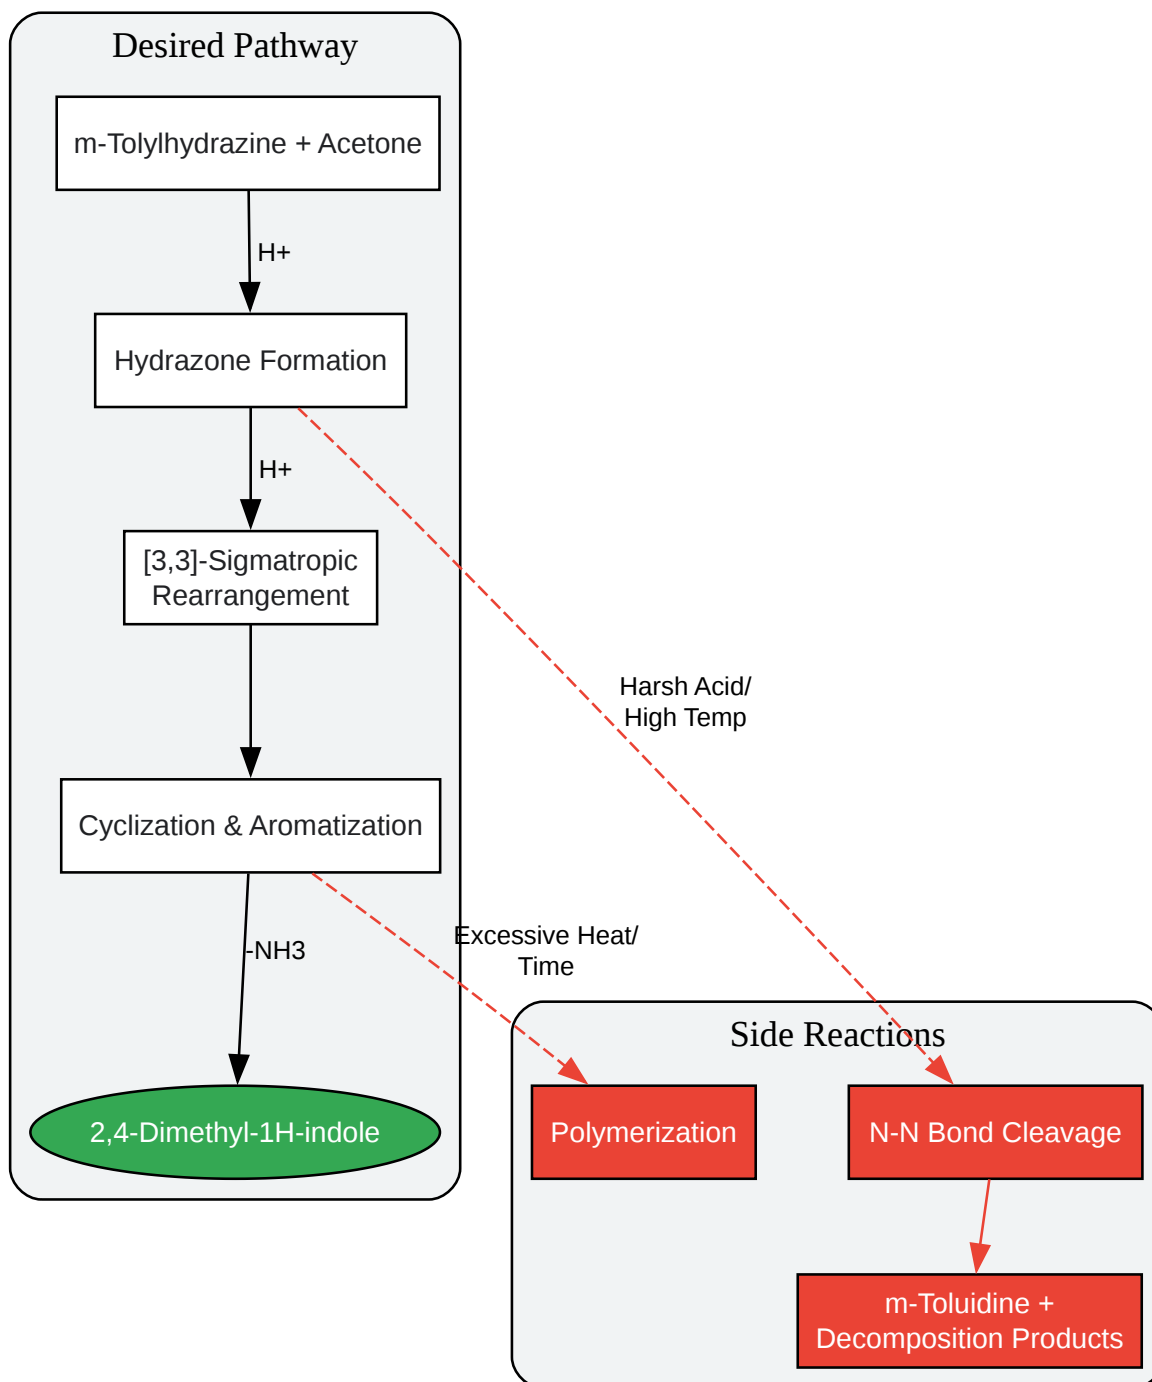 Desired Pathway
m-Tolylhydrazine + Acetone
H+
Hydrazone Formation
H+
[3,3]-Sigmatropic
Rearrangement
Harsh Acid/
High Temp
Cyclization & Aromatization
-NH3
Excessive Heat/
Time
2,4-Dimethyl-1H-indole
Side Reactions
Polymerization
N-N Bond Cleavage
m-Toluidine +
Decomposition Products